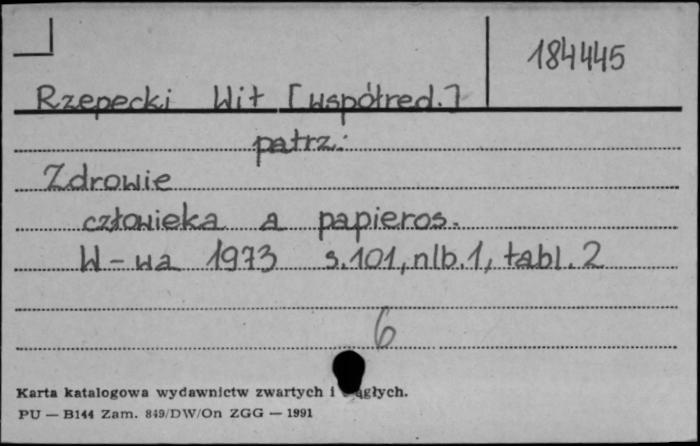 184445
Rzepecki Wit [współred.]
patrz:
Zdrowie
człowieka a papieros.
W-wa 1973 s.101, nlb.1, tabl.2
6
Karta katalogowa wydawnictw zwartych i
PU — B144 Zam. 849/DW/On ZGG — 1991